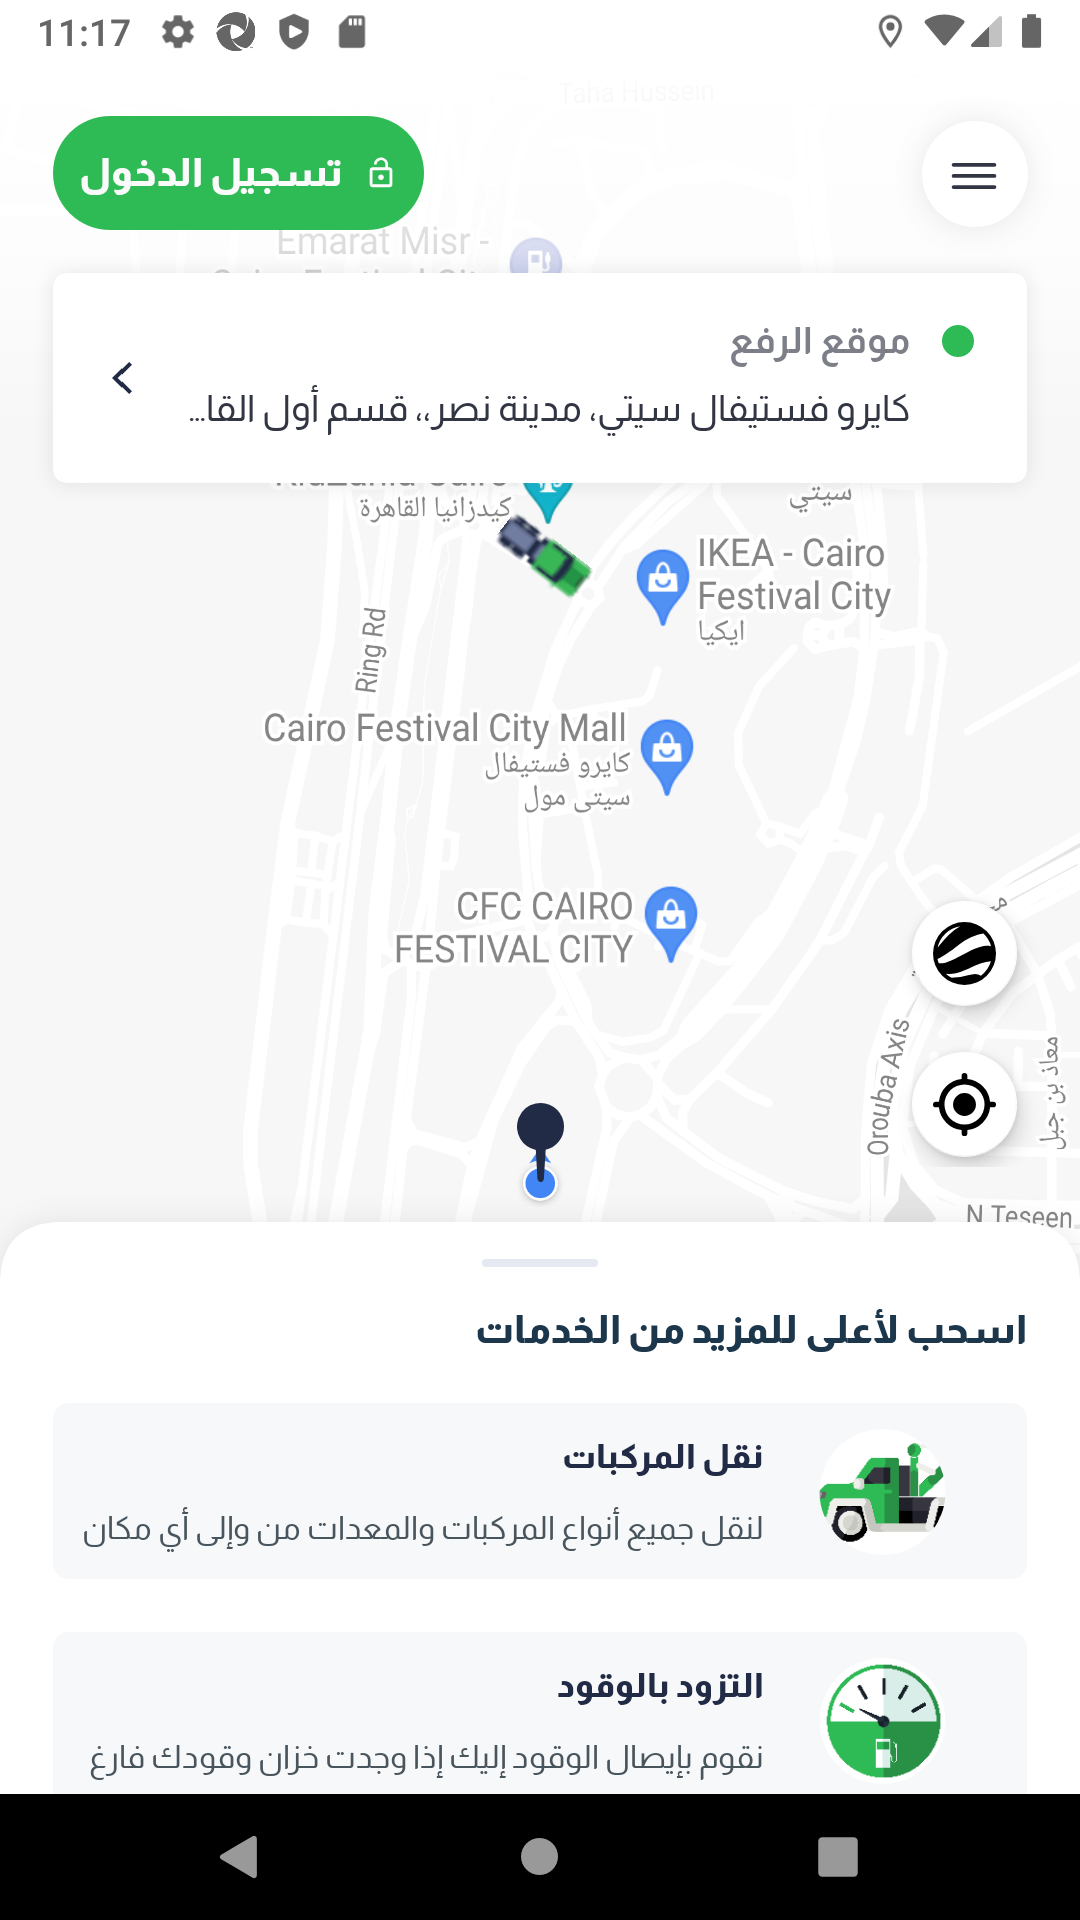 11:17
Taha Hussein
تسجيل الدخول
Emarat Misr -
موقع الرفع
كايرو فستيفال سيتي، مدينة نصر،، قسم أول القا...
سيتي
كيدزانيا القاهرة
IKEA - Cairo
Festival City
ايكيا
Ring Rd
Cairo Festival City Mall
كايرو فستيفال
سيتى مول
CFC CAIRO
FESTIVAL CITY
Orouba Axis
معاذ بن جبل
N Teseen
اسحب لأعلى للمزيد من الخدمات
نقل المركبات
لنقل جميع أنواع المركبات والمعدات من وإلى أي مكان
التزود بالوقود
نقوم بإيصال الوقود إليك إذا وجدت خزان وقودك فارغ